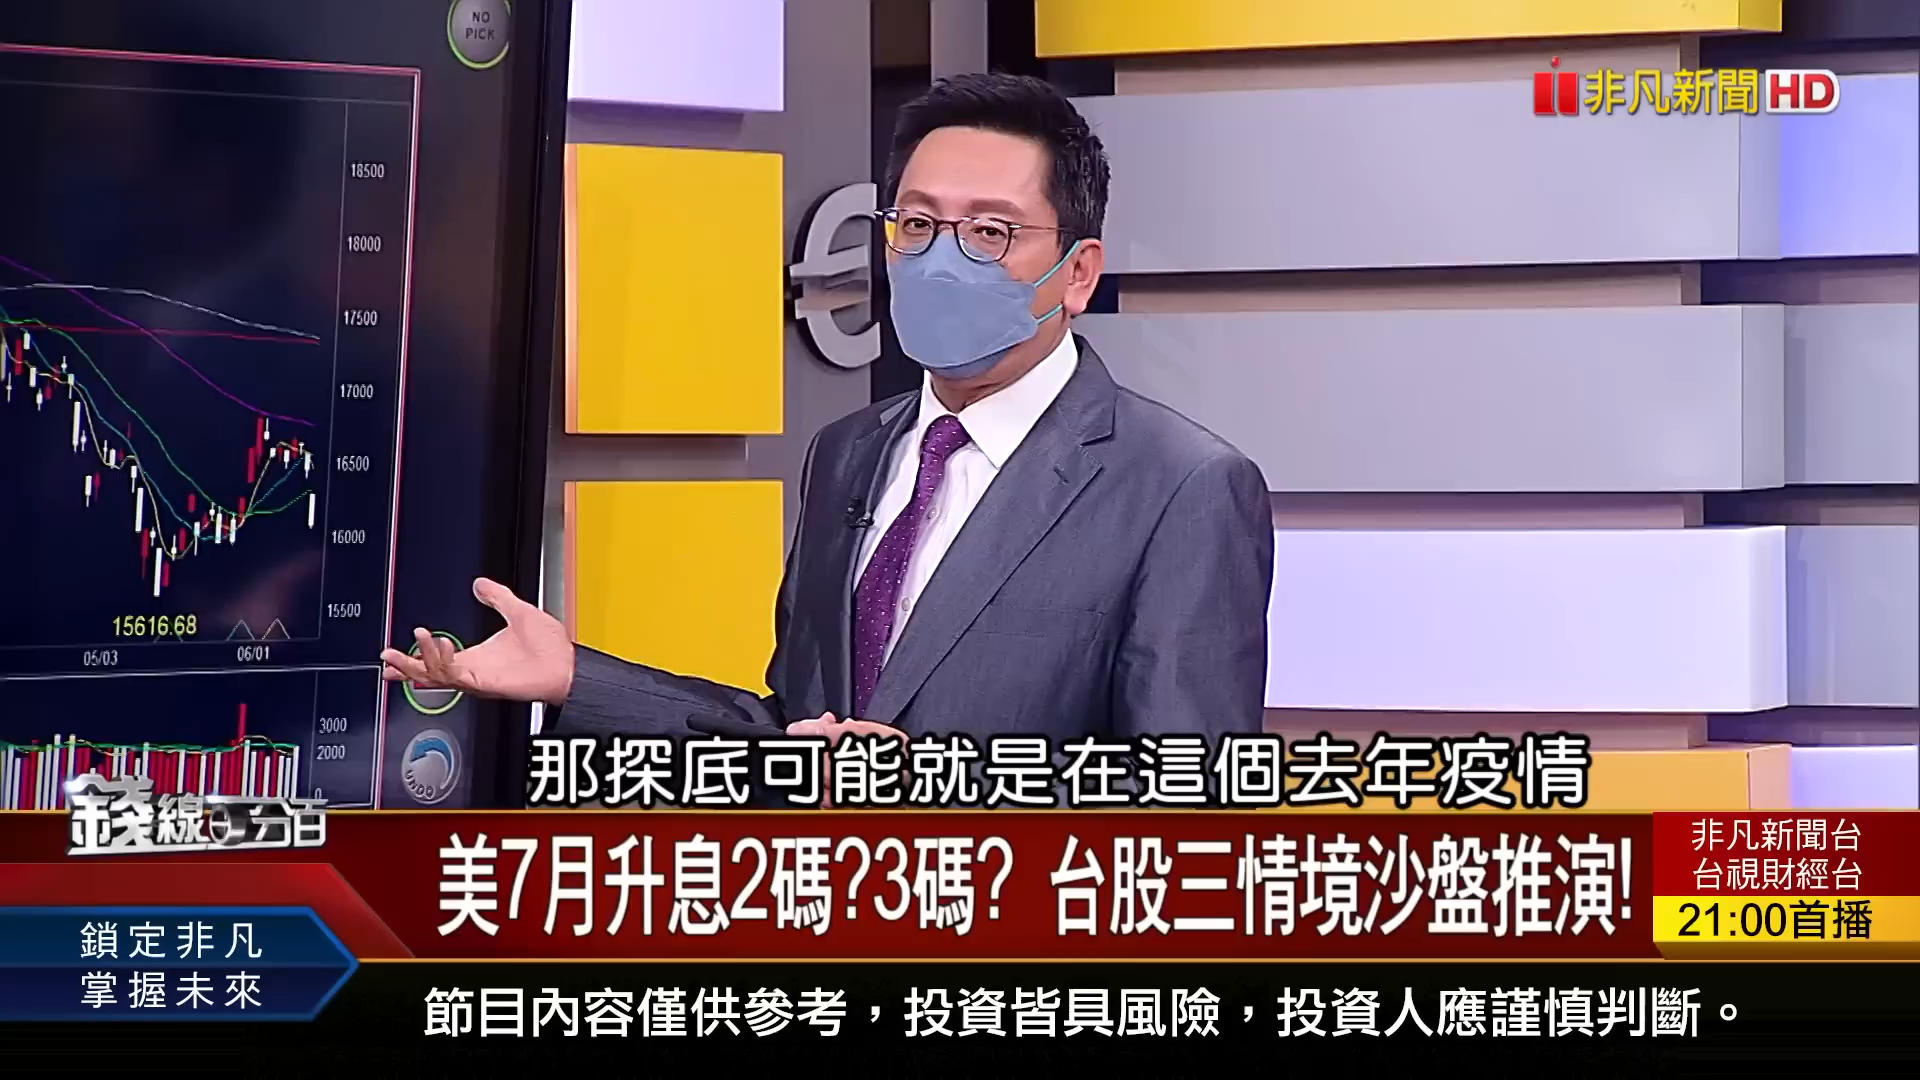 NO
PICK
非凡新聞HD
18500
18000
17500
17000
16500
16000
15500
15616.68
05/03
06/01
3000
2000
0
UNDO
那探底可能就是在這個去年疫情
錢線百分百
美7月升息2碼?3碼? 台股三情境沙盤推演!
非凡新聞台
台視財經台
21:00首播
鎖定非凡
掌握未來
節目內容僅供參考，投資皆具風險，投資人應謹慎判斷。